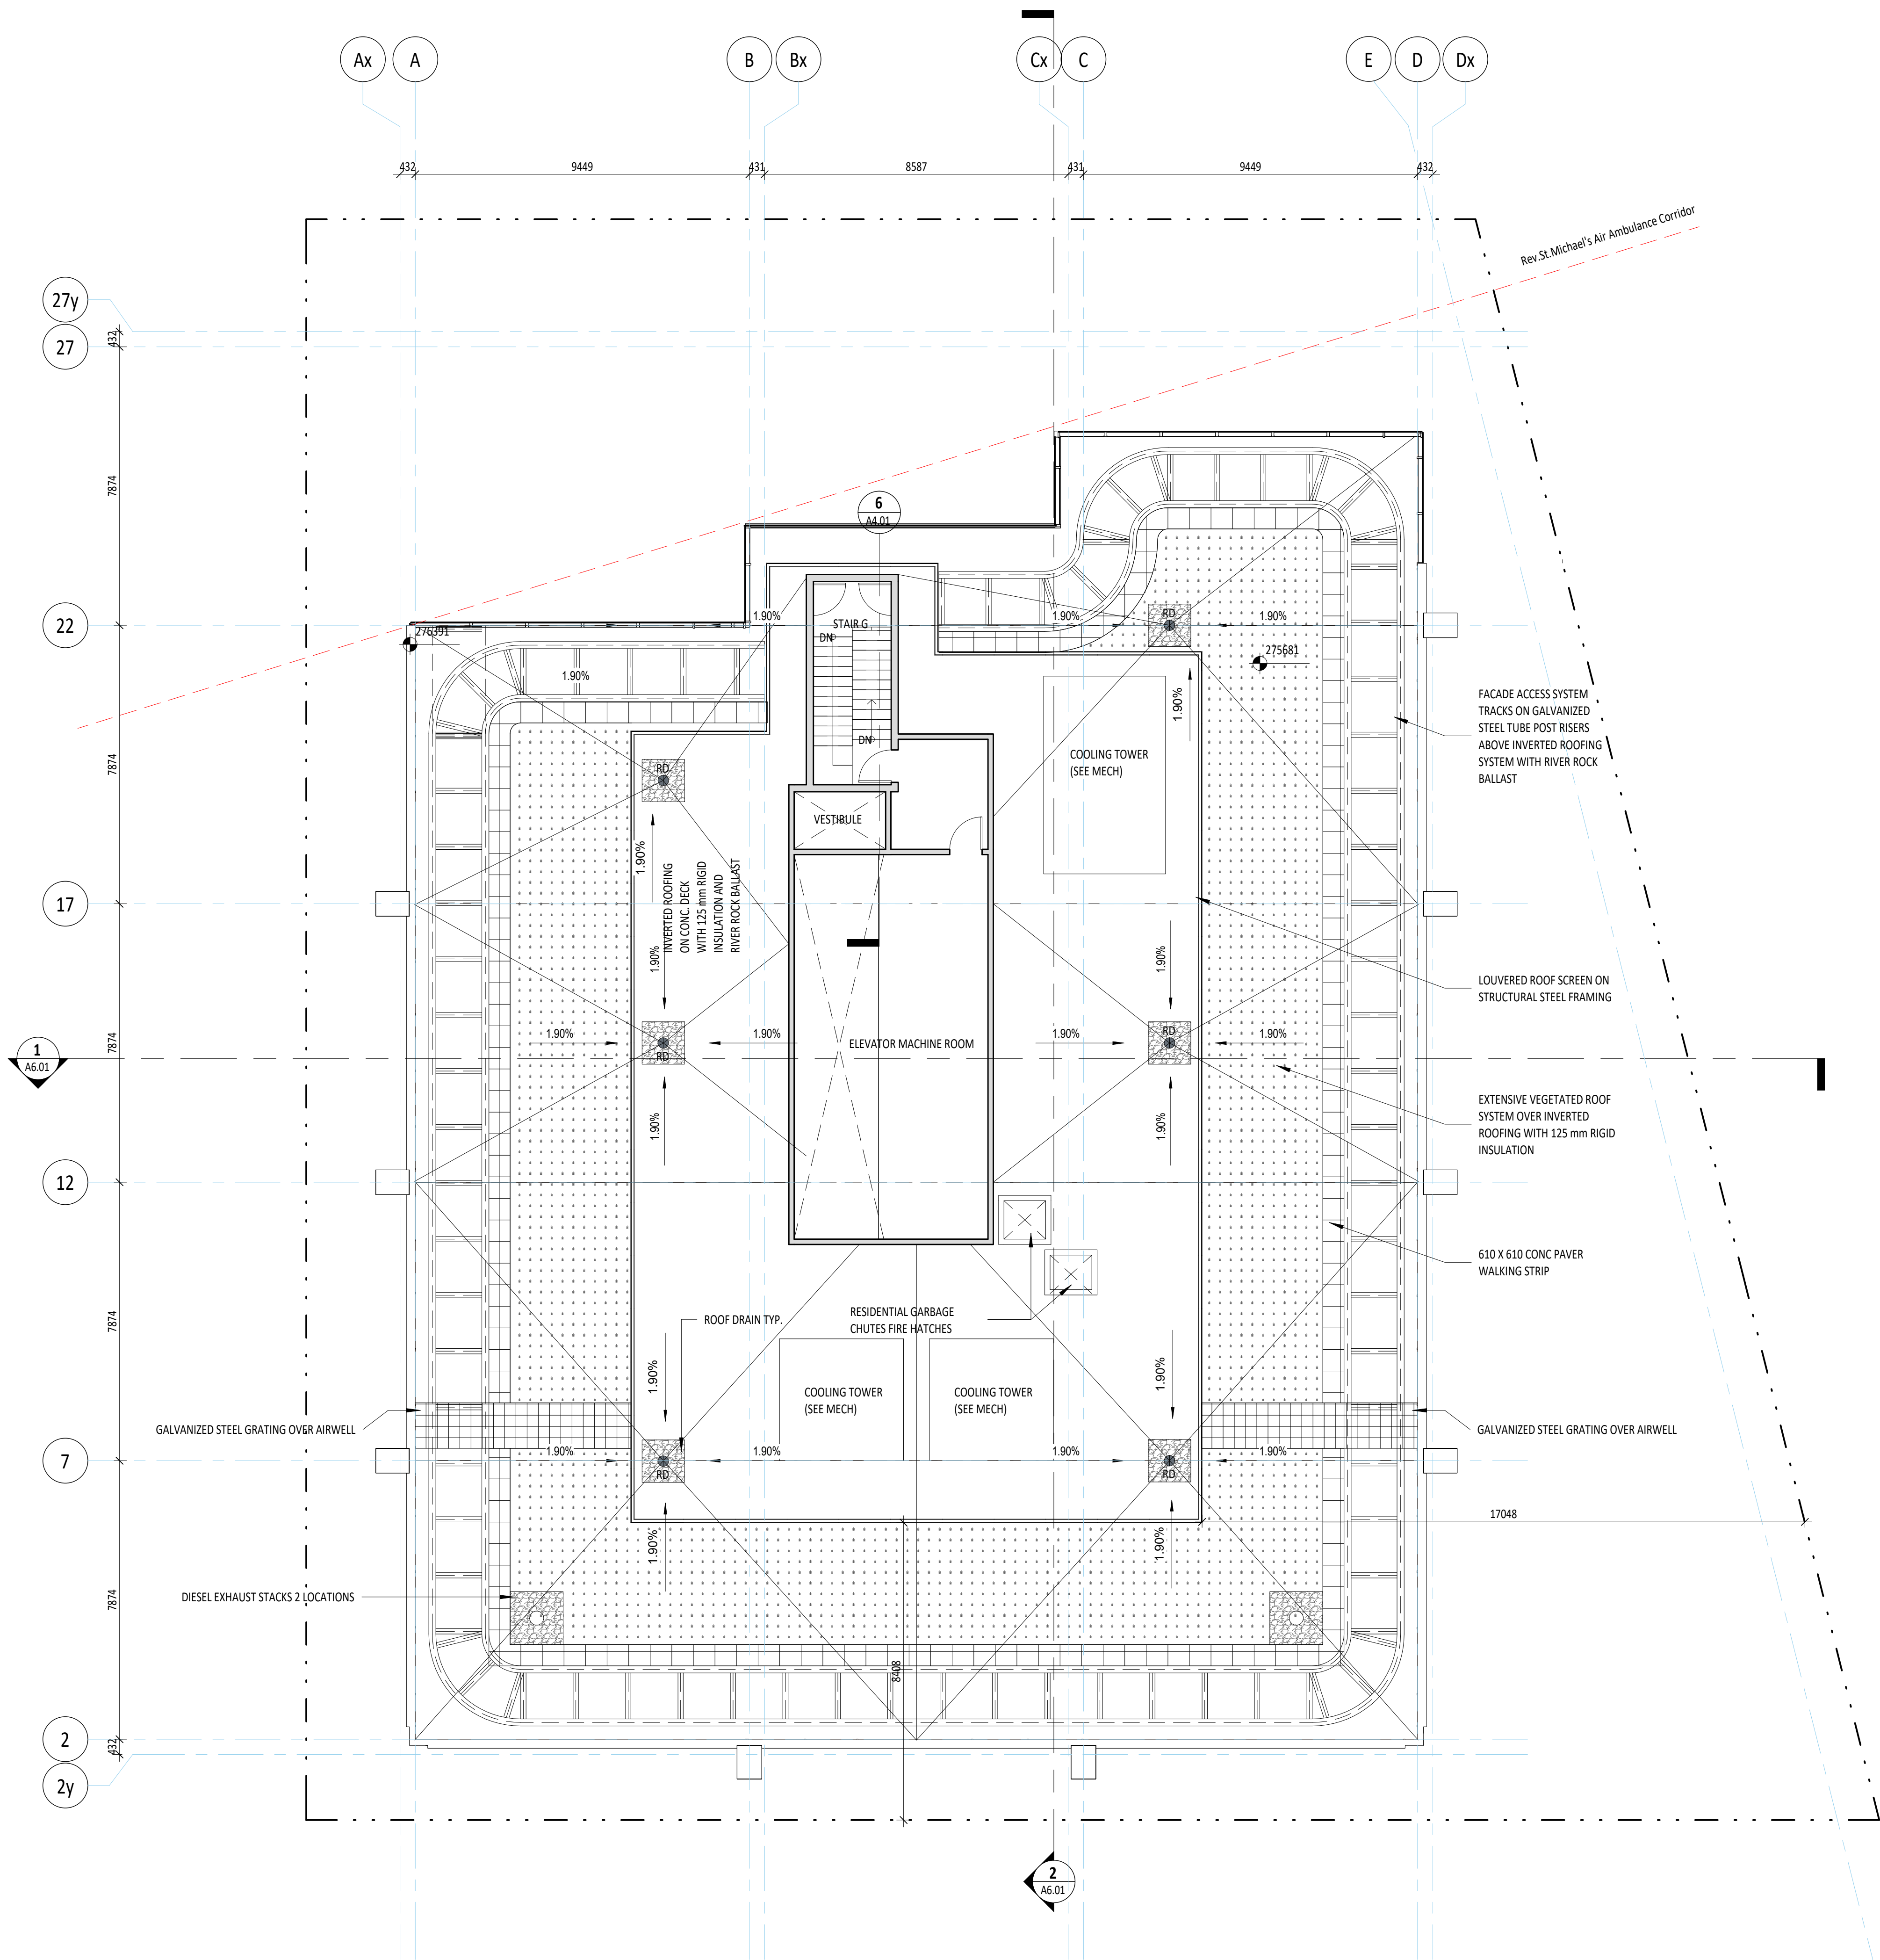 Ax
A
B
Bx
Cx
C
E
D
Dx
432
9449
431
8587
431
9449
432
Rev.St.Michael's Air Ambulance Corridor
27y
27
432
7874
22
7874
17
7874
12
7874
7
7874
2
432
2y
6
A4.01
276391
1.90%
STAIR G
DN
DN
1.90%
1.90%
RD
1.90%
275681
1.90%
1.90%
FACADE ACCESS SYSTEM
TRACKS ON GALVANIZED
STEEL TUBE POST RISERS
ABOVE INVERTED ROOFING
SYSTEM WITH RIVER ROCK
BALLAST
COOLING TOWER
(SEE MECH)
RD
VESTIBULE
1.90%
INVERTED ROOFING
ON CONC. DECK
WITH 125 mm RIGID
INSULATION AND
RIVER ROCK BALLAST
1.90%
1.90%
LOUVERED ROOF SCREEN ON
STRUCTURAL STEEL FRAMING
1
A6.01
1.90%
RD
1.90%
ELEVATOR MACHINE ROOM
1.90%
RD
1.90%
1.90%
1.90%
EXTENSIVE VEGETATED ROOF
SYSTEM OVER INVERTED
ROOFING WITH 125 mm RIGID
INSULATION
610 X 610 CONC PAVER
WALKING STRIP
ROOF DRAIN TYP.
RESIDENTIAL GARBAGE
CHUTES FIRE HATCHES
1.90%
1.90%
COOLING TOWER
(SEE MECH)
COOLING TOWER
(SEE MECH)
GALVANIZED STEEL GRATING OVER AIRWELL
GALVANIZED STEEL GRATING OVER AIRWELL
1.90%
RD
1.90%
1.90%
RD
1.90%
17048
1.90%
1.90%
DIESEL EXHAUST STACKS 2 LOCATIONS
8408
2
A6.01